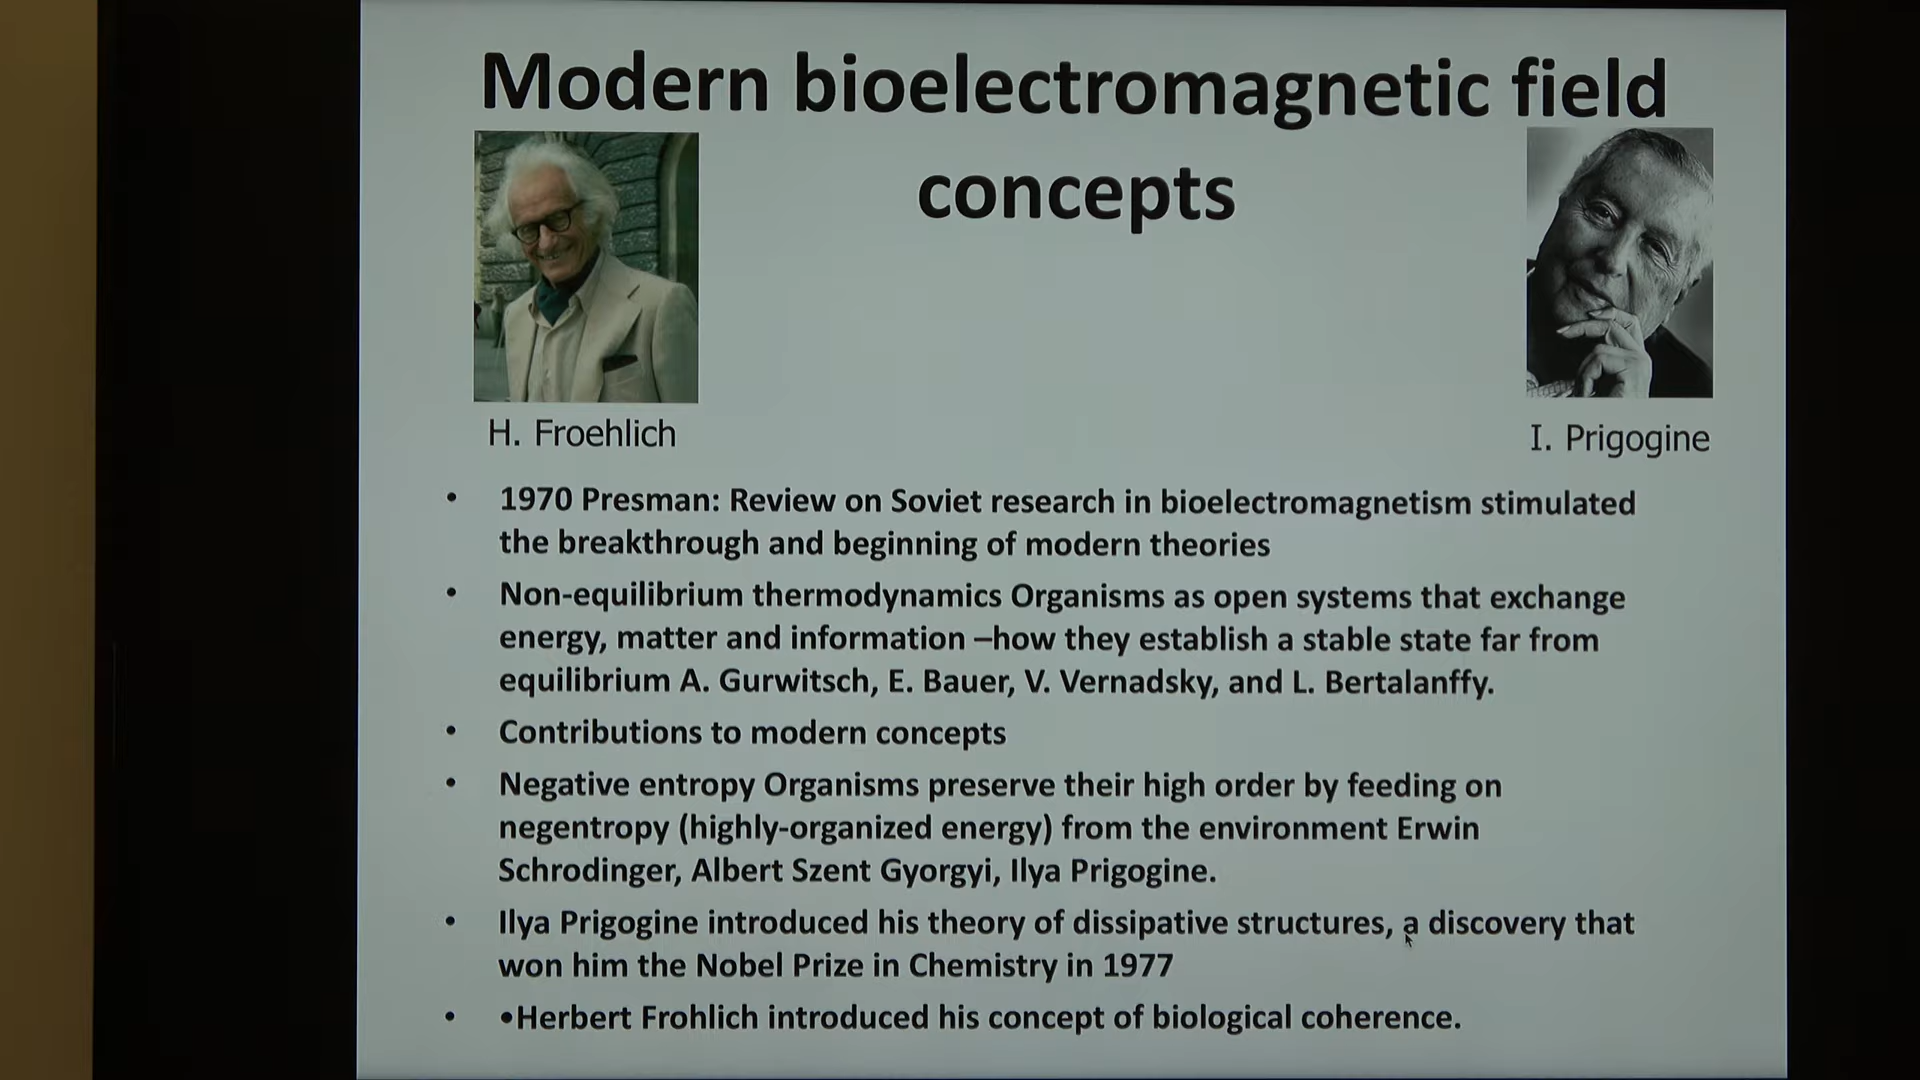 Modern bioelectromagnetic field
concepts
H. Froehlich
I. Prigogine
• 1970 Presman: Review on Soviet research in bioelectromagnetism stimulated
the breakthrough and beginning of modern theories
• Non-equilibrium thermodynamics Organisms as open systems that exchange
energy, matter and information –how they establish a stable state far from
equilibrium A. Gurwitsch, E. Bauer, V. Vernadsky, and L. Bertalanffy.
• Contributions to modern concepts
• Negative entropy Organisms preserve their high order by feeding on
negentropy (highly-organized energy) from the environment Erwin
Schrodinger, Albert Szent Gyorgyi, Ilya Prigogine.
• Ilya Prigogine introduced his theory of dissipative structures, a discovery that
won him the Nobel Prize in Chemistry in 1977
• •Herbert Frohlich introduced his concept of biological coherence.